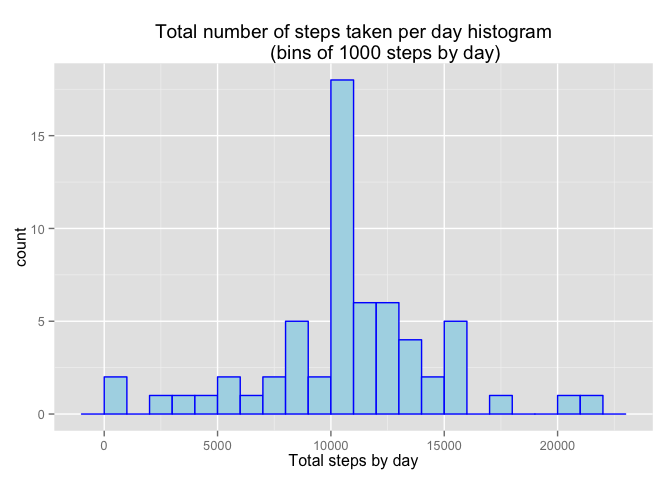 Total number of steps taken per day histogram
(bins of 1000 steps by day)
count
15
10
5
0
0 5000 10000 15000 20000
Total steps by day